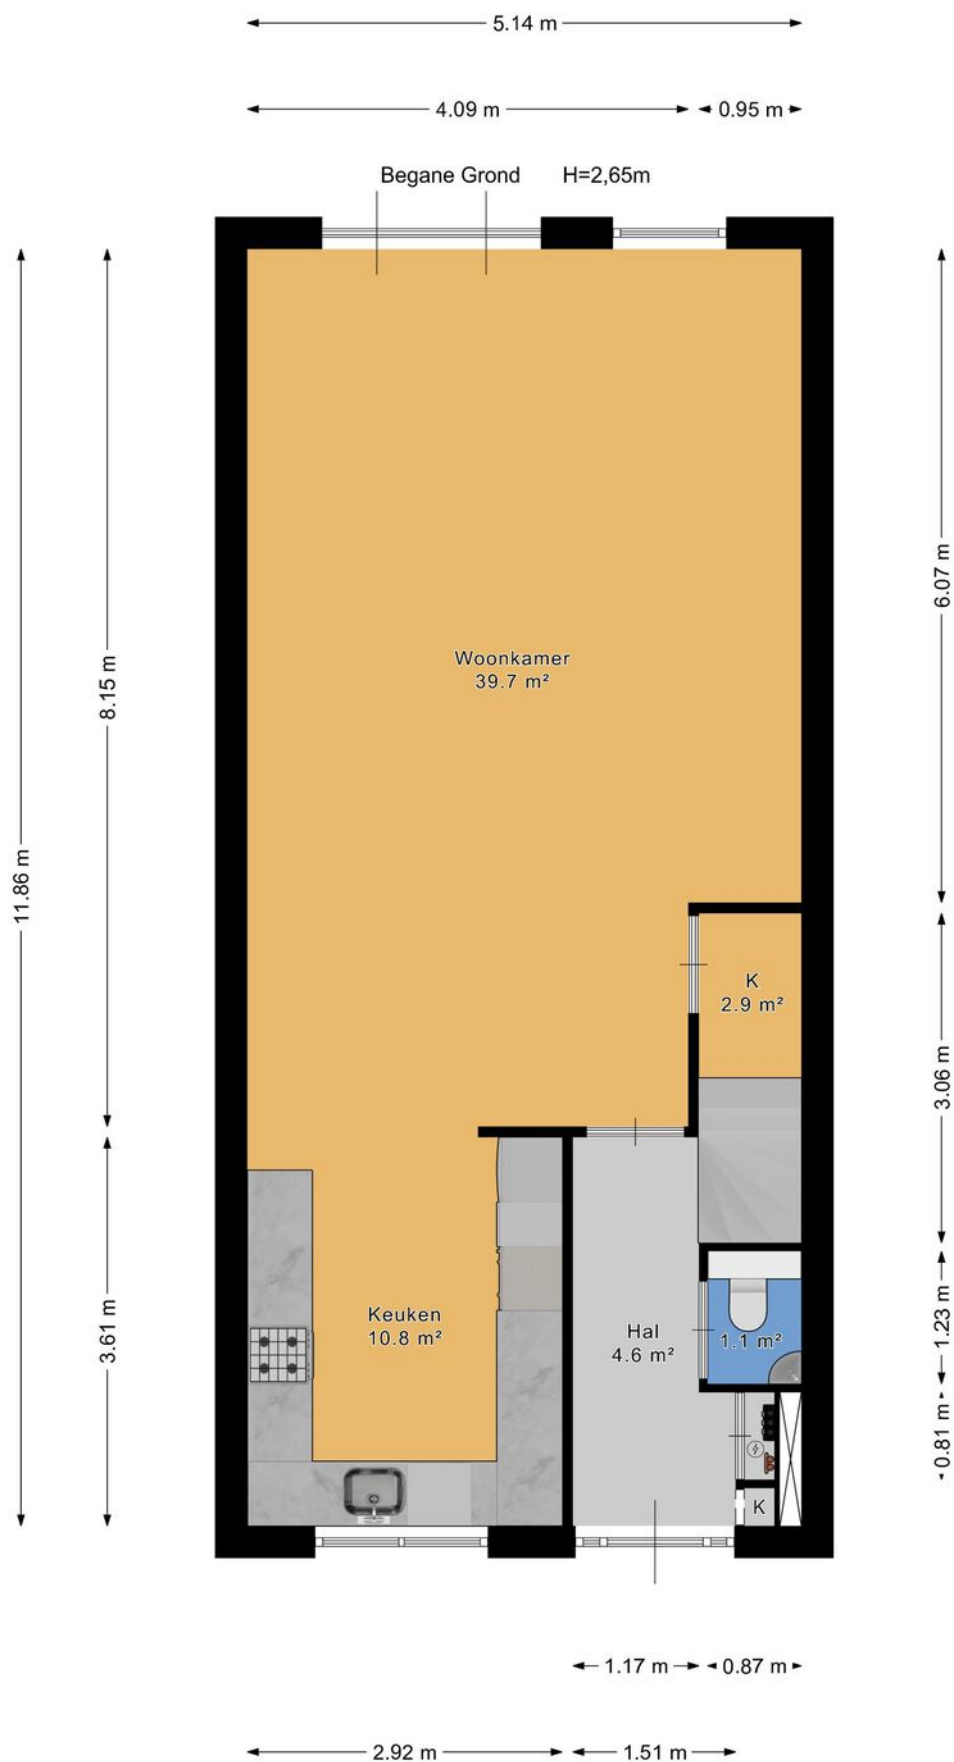 5.14 m
4.09 m
0.95 m
Begane Grond H=2,65m
6.07 m
8.15 m
Woonkamer
39.7 m²
11.86 m
K
2.9 m²
3.06 m
3.61 m
Keuken
10.8 m²
Hal
4.6 m²
1.1 m²
1.23 m
0.81 m
K
1.17 m
0.87 m
2.92 m
1.51 m